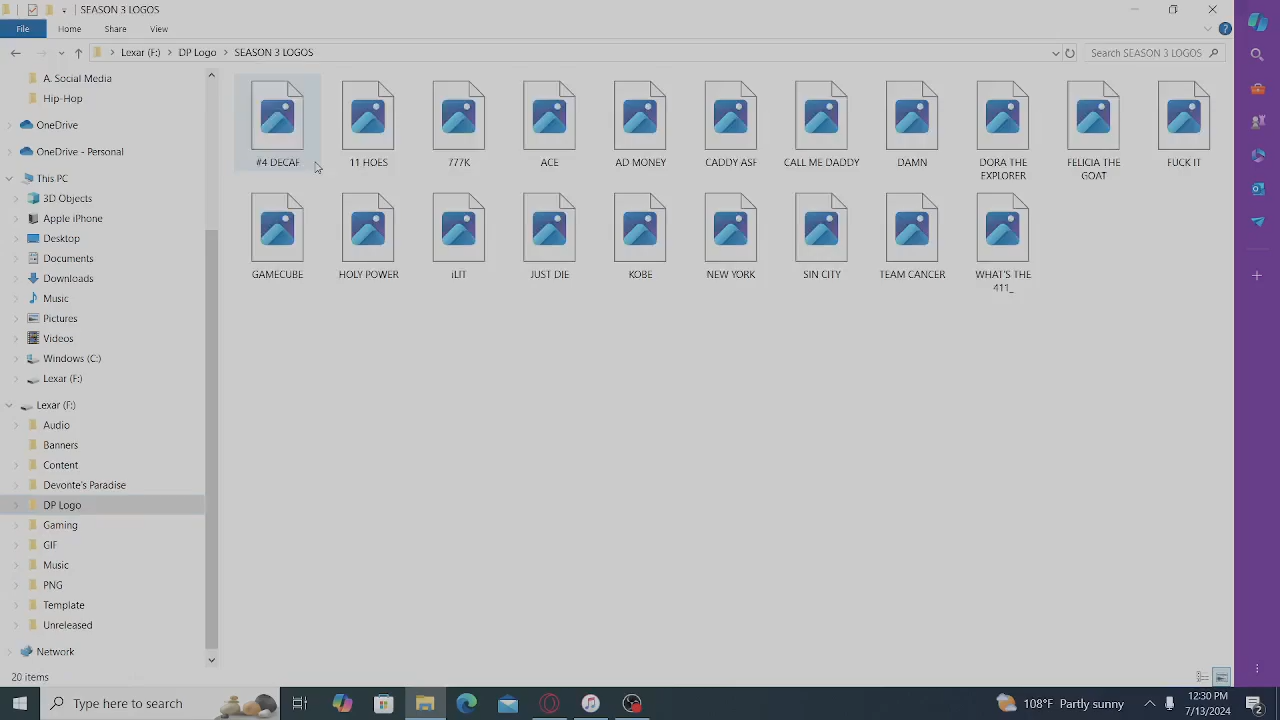 SEASON 3 LOGOS
File Home Share View
Lexar (F:) DP Logo SEASON 3 LOGOS Search SEASON 3 LOGOS
A. Social Media
Hip-Hop
OneDrive
OneDrive - Personal
This PC
3D Objects
Apple iPhone
Desktop
Documents
Downloads
Music
Pictures
Videos
Windows (C:)
Lexar (F:)
Lexar (F:)
Audio
Banners
Content
Devonte's Paradise
DP Logo
Gaming
GIF
Music
PNG
Template
Unreleased
Network
#4 DECAF 11 HOES 777K ACE AD MONEY CADDY ASF CALL ME DADDY DAMN DORA THE FELICIA THE FUCK IT
EXPLORER GOAT
GAMECUBE HOLY POWER iLIT JUST DIE KOBE NEW YORK SIN CITY TEAM CANCER WHAT'S THE
411_
20 items
Type here to search 108°F Partly sunny 12:30 PM
7/13/2024 2